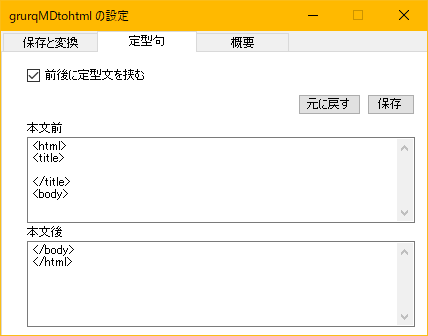 grurqMDtohtml の設定
保存と変換 定型句 概要
前後に定型文を挟む
元に戻す 保存
本文前
<html>
<title>
</title>
<body>
本文後
</body>
</html>